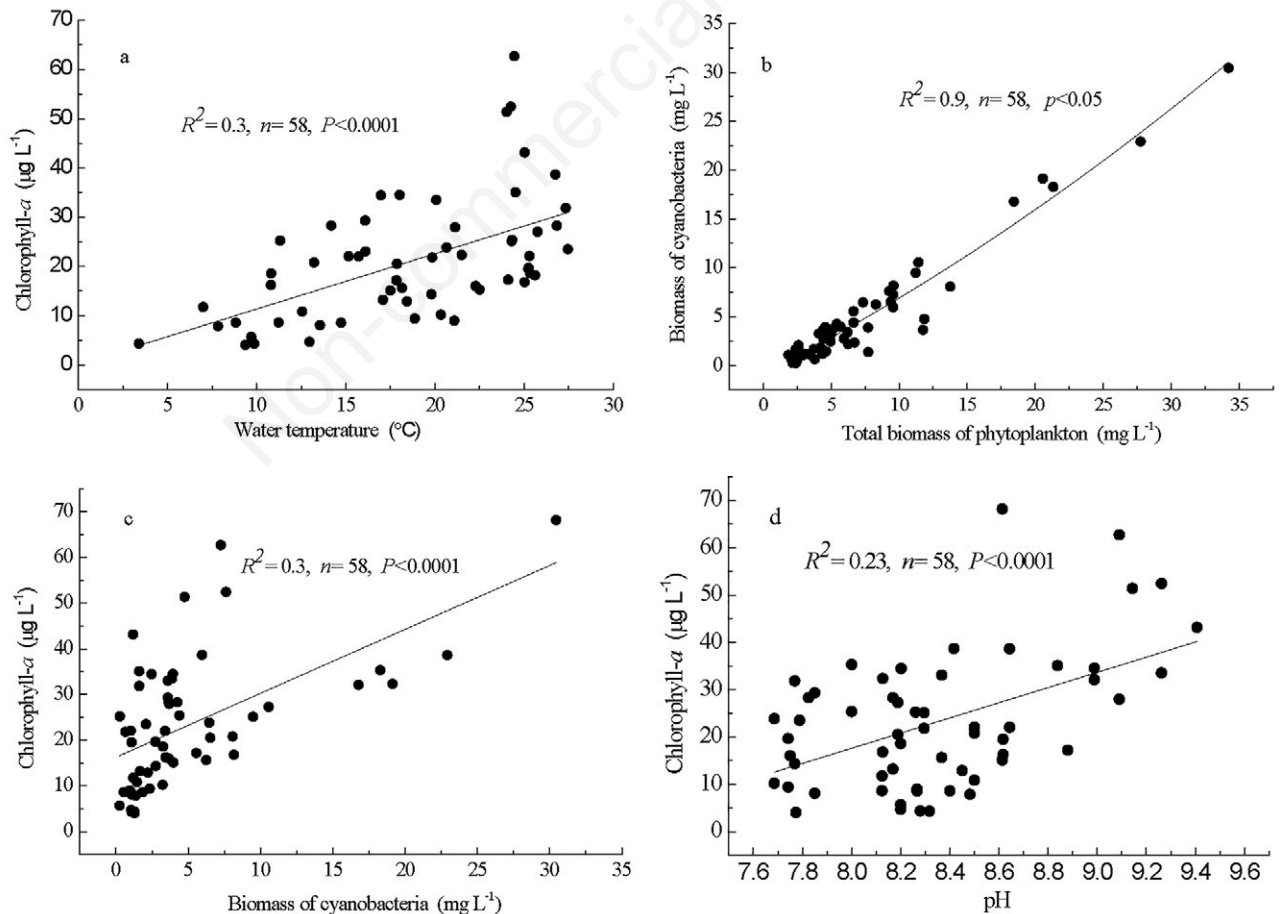 Non-commercial
a
R2=0.3, n=58, P<0.0001
70
60
50
40
30
20
10
0
Chlorophyll-a (µg L-1)
0 5 10 15 20 25 30
Water temperature (°C)
b
R2=0.9, n=58, p<0.05
35
30
25
20
15
10
5
0
Biomass of cyanobacteria (mg L-1)
0 5 10 15 20 25 30 35
Total biomass of phytoplankton (mg L-1)
c
R2=0.3, n=58, P<0.0001
70
60
50
40
30
20
10
0
Chlorophyll-a (µg L-1)
0 5 10 15 20 25 30 35
Biomass of cyanobacteria (mg L-1)
d
R2=0.23, n=58, P<0.0001
70
60
50
40
30
20
10
0
Chlorophyll-a (µg L-1)
7.6 7.8 8.0 8.2 8.4 8.6 8.8 9.0 9.2 9.4 9.6
pH